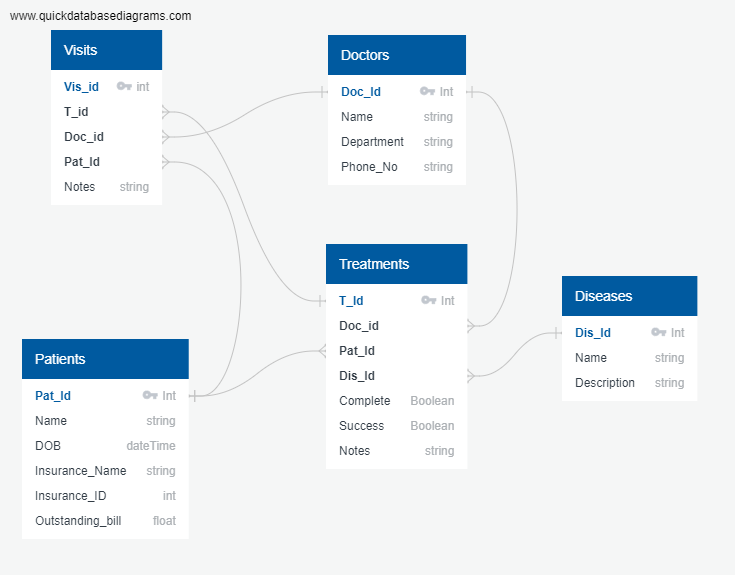 www.quickdatabasediagrams.com
Visits
Vis_id int
T_id
Doc_id
Pat_Id
Notes string
Doctors
Doc_Id Int
Name string
Department string
Phone_No string
Treatments
T_Id Int
Doc_id
Pat_Id
Dis_Id
Complete Boolean
Success Boolean
Notes string
Diseases
Dis_Id Int
Name string
Description string
Patients
Pat_Id Int
Name string
DOB dateTime
Insurance_Name string
Insurance_ID int
Outstanding_bill float